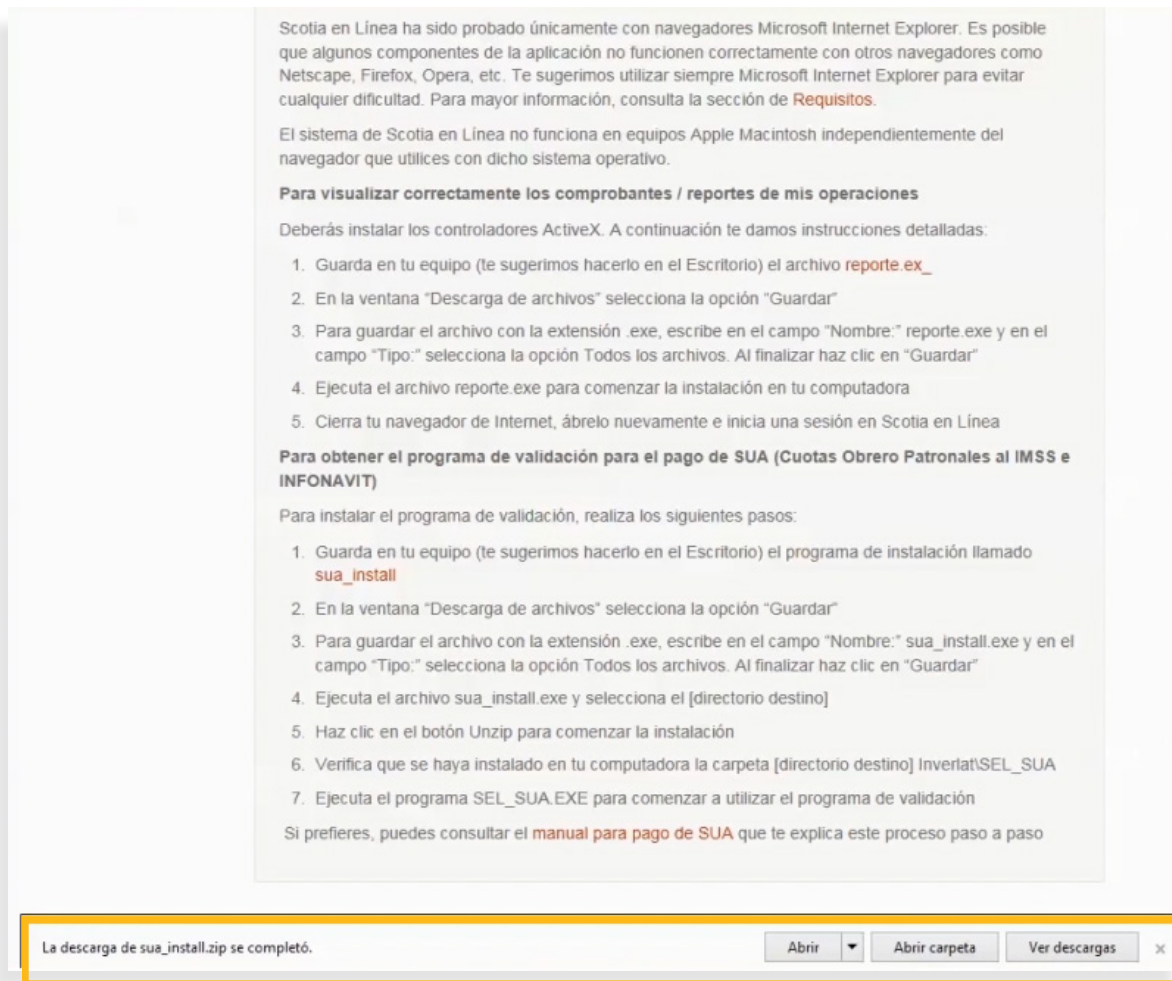 Scotia en Línea ha sido probado únicamente con navegadores Microsoft Internet Explorer. Es posible
que algunos componentes de la aplicación no funcionen correctamente con otros navegadores como
Netscape, Firefox, Opera, etc. Te sugerimos utilizar siempre Microsoft Internet Explorer para evitar
cualquier dificultad. Para mayor información, consulta la sección de Requisitos.
El sistema de Scotia en Línea no funciona en equipos Apple Macintosh independientemente del
navegador que utilices con dicho sistema operativo.
Para visualizar correctamente los comprobantes / reportes de mis operaciones
Deberás instalar los controladores ActiveX. A continuación te damos instrucciones detalladas:
1. Guarda en tu equipo (te sugerimos hacerlo en el Escritorio) el archivo reporte.ex_
2. En la ventana "Descarga de archivos" selecciona la opción "Guardar"
3. Para guardar el archivo con la extensión .exe, escribe en el campo "Nombre:" reporte.exe y en el
campo "Tipo:" selecciona la opción Todos los archivos. Al finalizar haz clic en "Guardar"
4. Ejecuta el archivo reporte.exe para comenzar la instalación en tu computadora
5. Cierra tu navegador de Internet, ábrelo nuevamente e inicia una sesión en Scotia en Línea
Para obtener el programa de validación para el pago de SUA (Cuotas Obrero Patronales al IMSS e
INFONAVIT)
Para instalar el programa de validación, realiza los siguientes pasos:
1. Guarda en tu equipo (te sugerimos hacerlo en el Escritorio) el programa de instalación llamado
sua_install
2. En la ventana "Descarga de archivos" selecciona la opción "Guardar"
3. Para guardar el archivo con la extensión .exe, escribe en el campo "Nombre:" sua_install.exe y en el
campo "Tipo:" selecciona la opción Todos los archivos. Al finalizar haz clic en "Guardar"
4. Ejecuta el archivo sua_install.exe y selecciona el [directorio destino]
5. Haz clic en el botón Unzip para comenzar la instalación
6. Verifica que se haya instalado en tu computadora la carpeta [directorio destino] Inverlat\SEL_SUA
7. Ejecuta el programa SEL_SUA.EXE para comenzar a utilizar el programa de validación
Si prefieres, puedes consultar el manual para pago de SUA que te explica este proceso paso a paso
La descarga de sua_install.zip se completó. Abrir Abrir carpeta Ver descargas ×